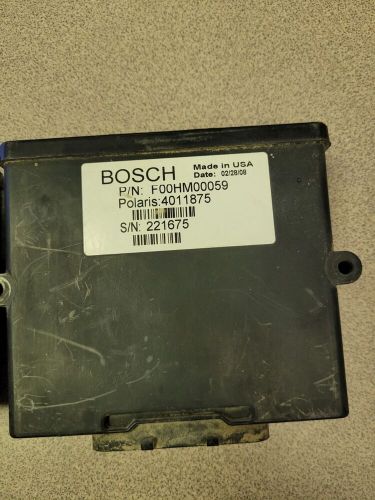 BOSCH Made in USA
Date: 02/28/08
P/N: F00HM00059
Polaris:4011875
S/N: 221675